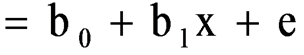 = b₀ + b₁x + e